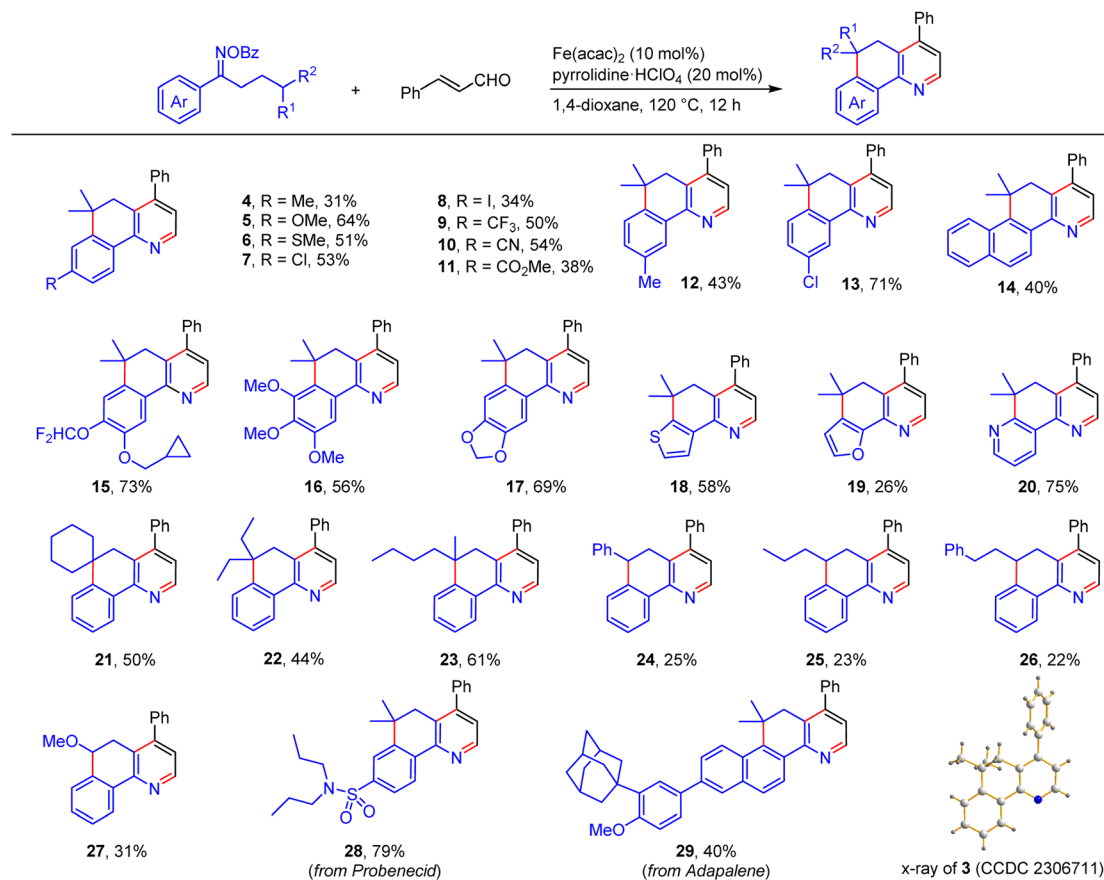 NOOBz
R²
R¹
Ar
+
Ph
CHO
Fe(acac)₂ (10 mol%)
pyrrolidine·HClO₄ (20 mol%)
1,4-dioxane, 120 °C, 12 h
R¹
R²
Ph
N
Ar
Ph
N
R
4, R = Me, 31%
5, R = OMe, 64%
6, R = SMe, 51%
7, R = Cl, 53%
8, R = I, 34%
9, R = CF₃, 50%
10, R = CN, 54%
11, R = CO₂Me, 38%
Ph
N
Me
12, 43%
Ph
N
Cl
13, 71%
Ph
N
14, 40%
Ph
N
F₂HCO
O
15, 73%
Ph
N
MeO
MeO
OMe
16, 56%
Ph
N
O
O
17, 69%
Ph
N
S
18, 58%
Ph
N
O
19, 26%
Ph
N
N
20, 75%
Ph
N
21, 50%
Ph
N
22, 44%
Ph
N
23, 61%
Ph
Ph
N
24, 25%
Ph
N
25, 23%
Ph
Ph
N
26, 22%
Ph
MeO
N
27, 31%
Ph
N
N
S
O
O
28, 79%
(from Probenecid)
Ph
N
MeO
29, 40%
(from Adapalene)
x-ray of 3 (CCDC 2306711)